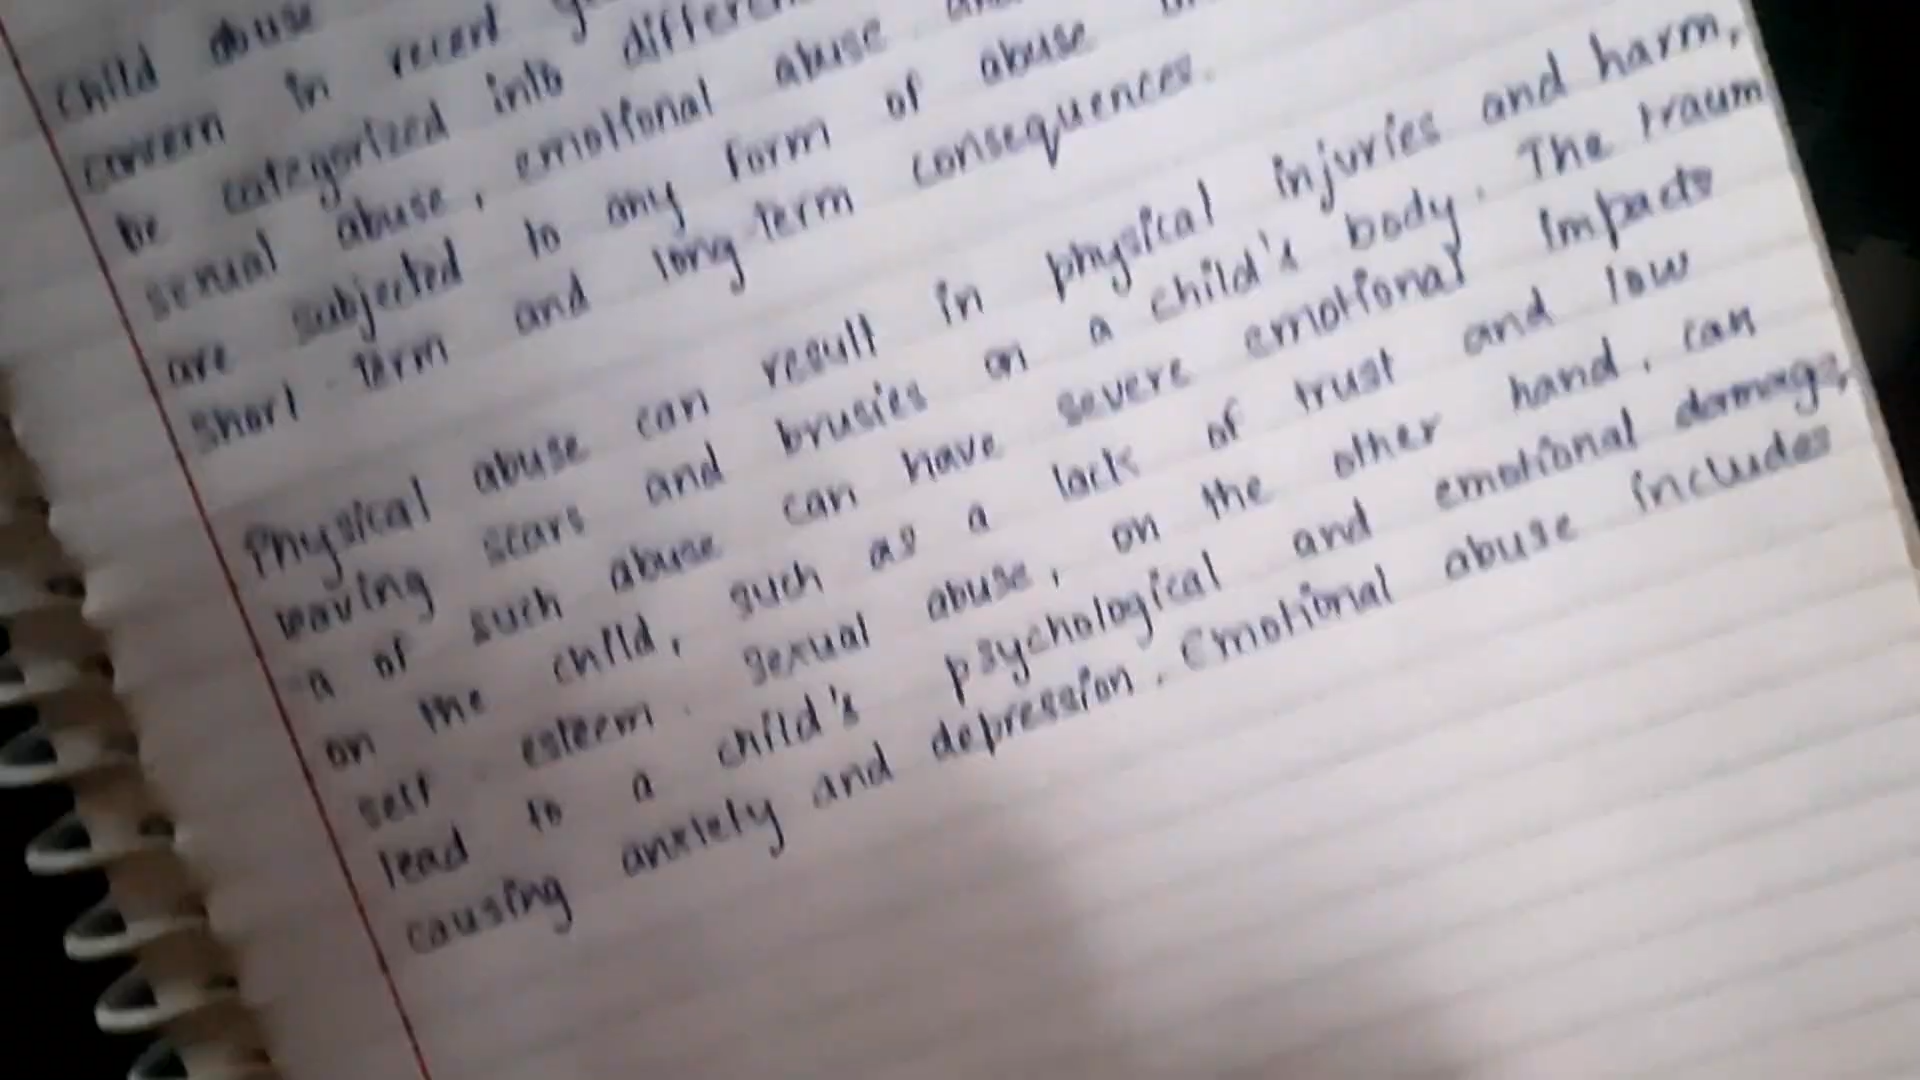 Child abuse
concern in recent
be categorized into different
sexual abuse, emotional abuse and
are subjected to any form of abuse
short-term and long-term consequences.
Physical abuse can result in physical injuries and harm,
leaving scars and brusies on a child's body. The traum
-a of such abuse can have severe emotional impacts
on the child, such as a lack of trust and low
self-esteem. sexual abuse, on the other hand, can
lead to a child's psychological and emotional damage,
causing anxiety and depression. Emotional abuse includes